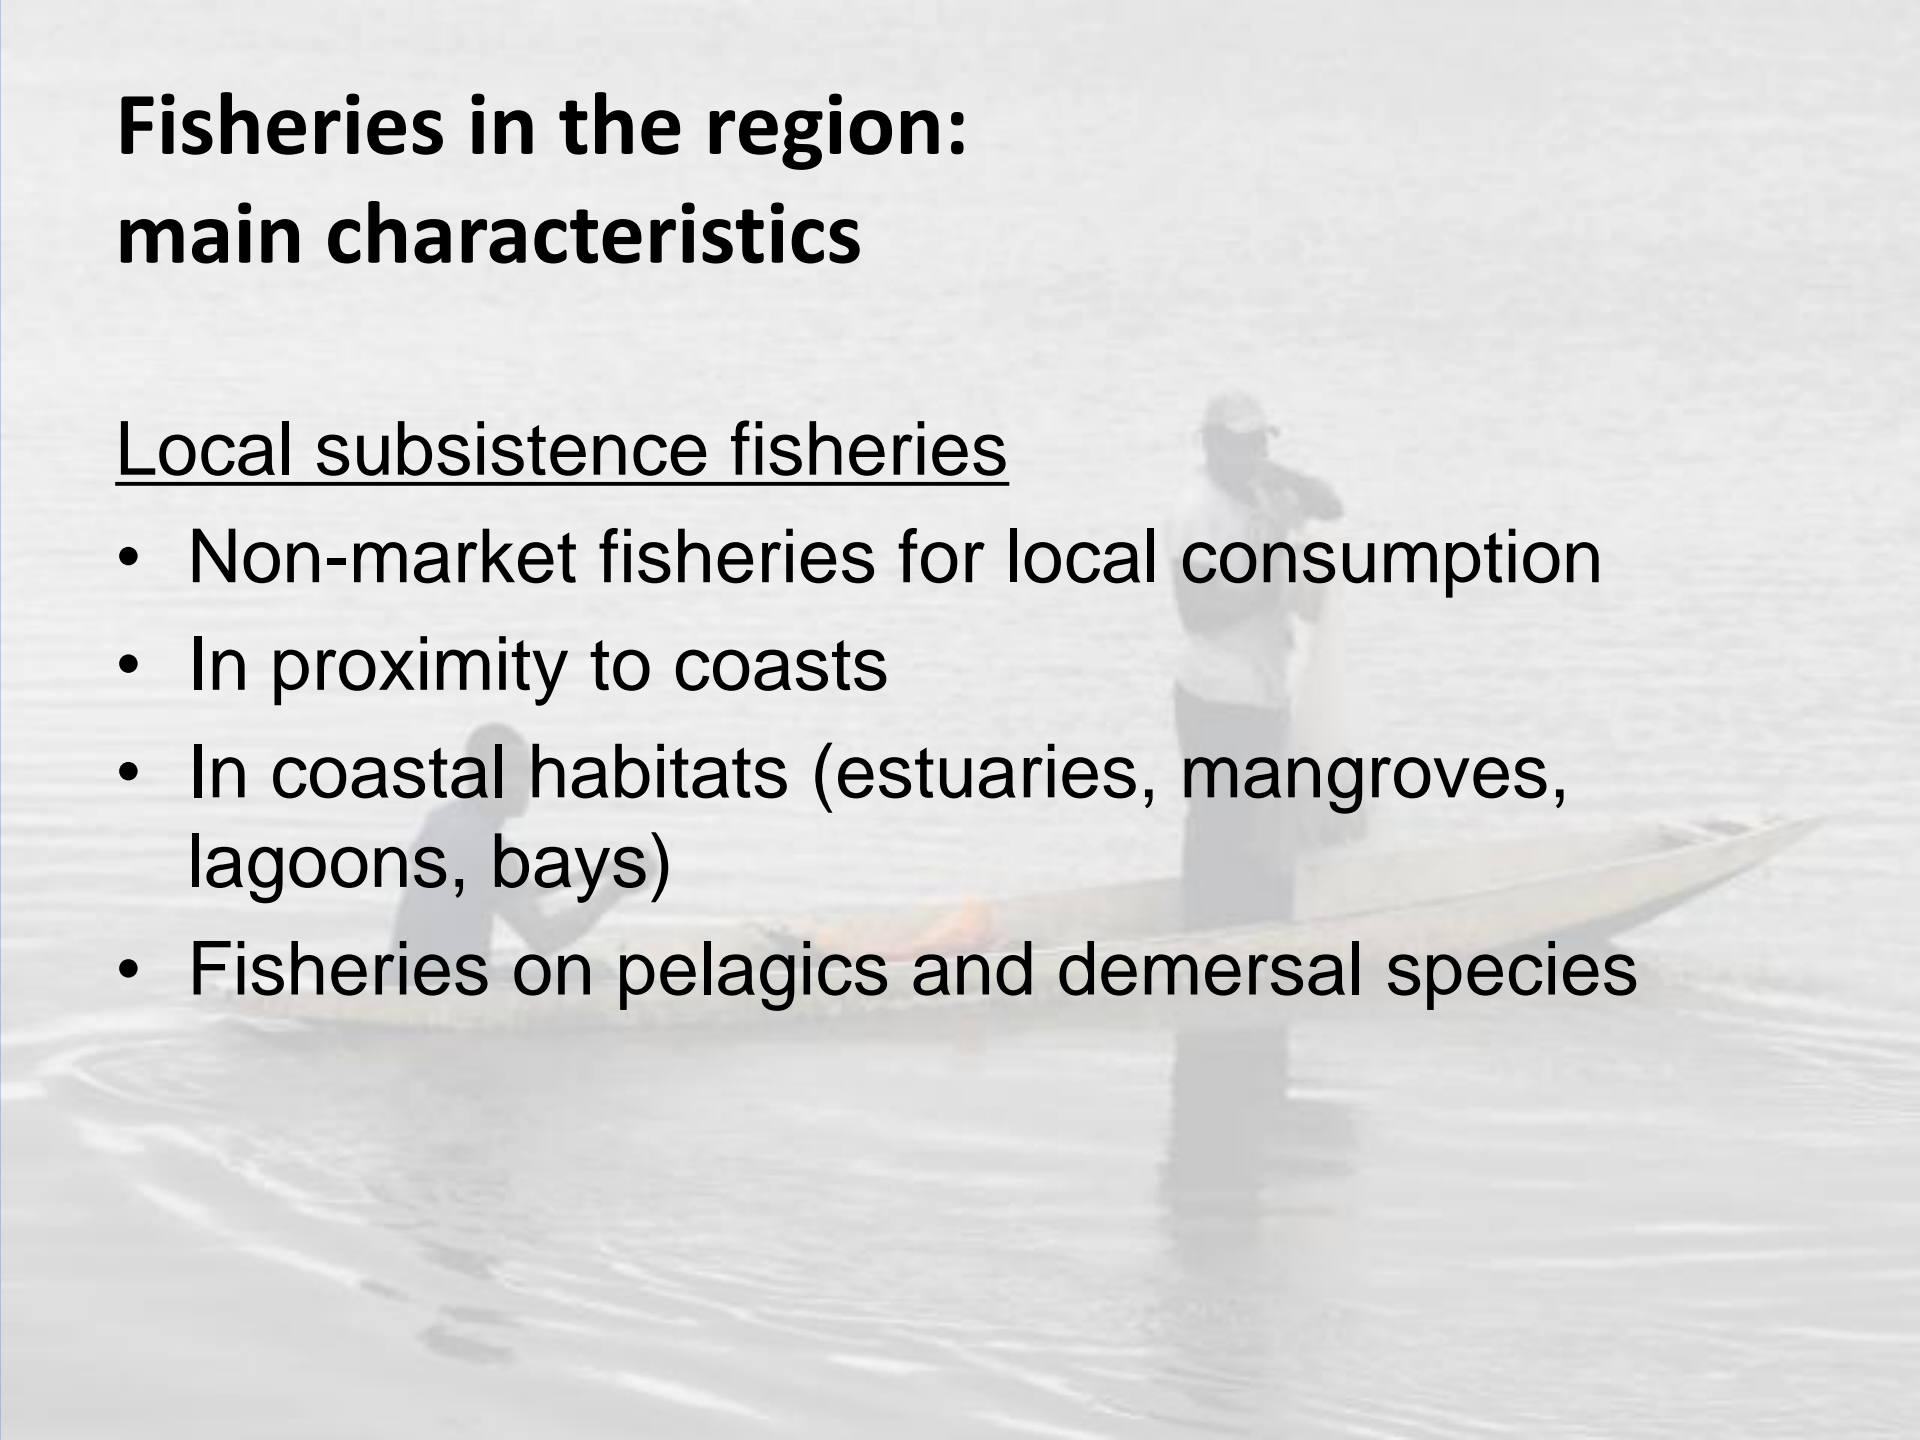 Fisheries in the region:
main characteristics
Local subsistence fisheries
• Non-market fisheries for local consumption
• In proximity to coasts
• In coastal habitats (estuaries, mangroves,
lagoons, bays)
• Fisheries on pelagics and demersal species